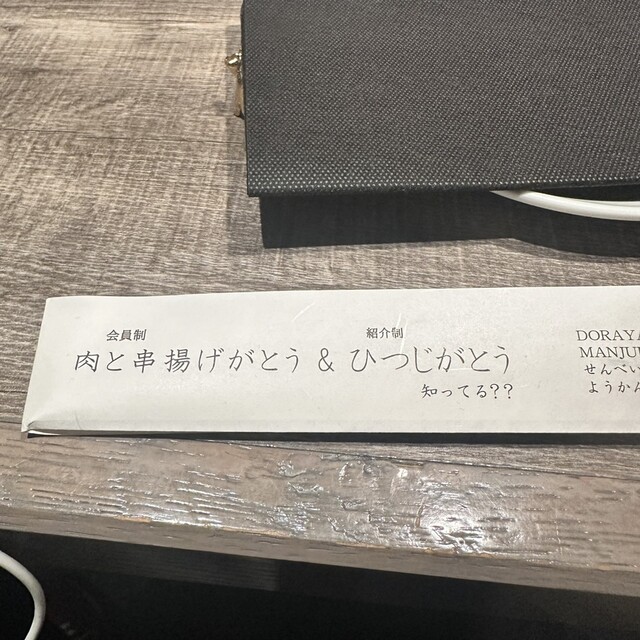 会員制 紹介制
肉と串揚げがとう & ひつじがとう
知ってる??
DORAYA
MANJU
せんべい
ようかん